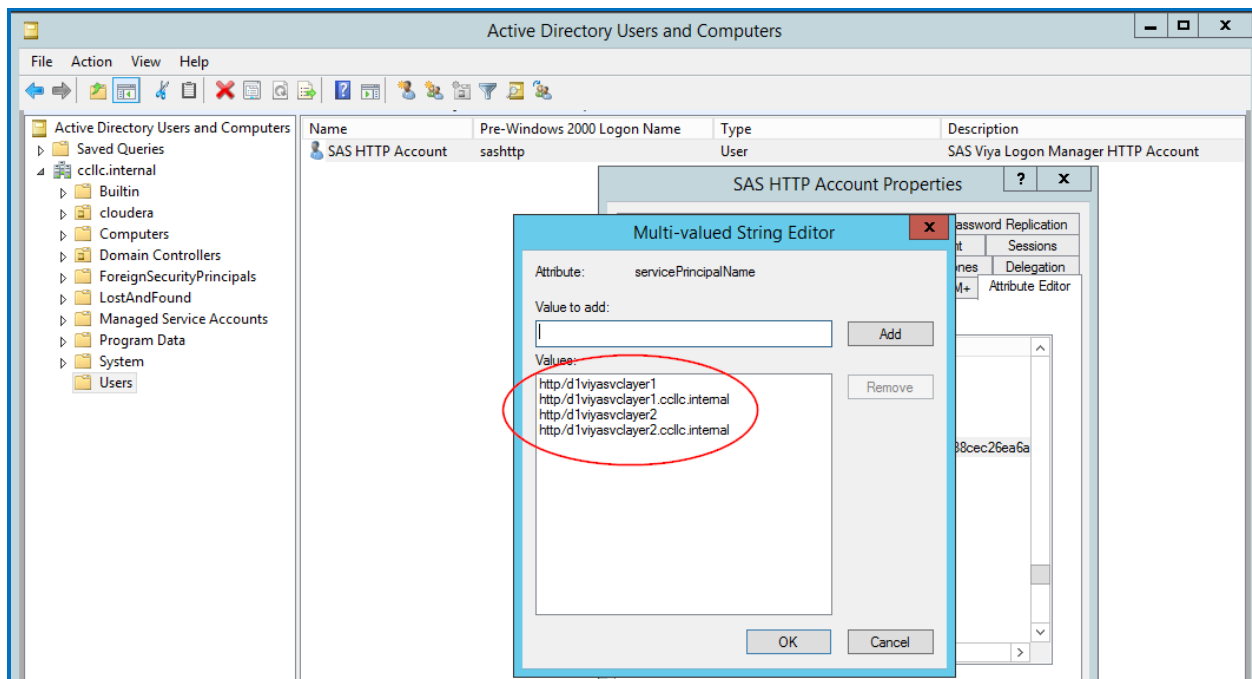 Active Directory Users and Computers
File Action View Help
Active Directory Users and Computers
Saved Queries
ccllc.internal
Builtin
cloudera
Computers
Domain Controllers
ForeignSecurityPrincipals
LostAndFound
Managed Service Accounts
Program Data
System
Users
Name Pre-Windows 2000 Logon Name Type Description
SAS HTTP Account sashttp User SAS Viya Logon Manager HTTP Account
SAS HTTP Account Properties ? x
assword Replication
nt Sessions
ones Delegation
M+ Attribute Editor
38cec26ea6a
Multi-valued String Editor x
Attribute: servicePrincipalName
Value to add:
Add
Values:
http/d1viyasvclayer1
http/d1viyasvclayer1.ccllc.internal
http/d1viyasvclayer2
http/d1viyasvclayer2.ccllc.internal
Remove
OK Cancel